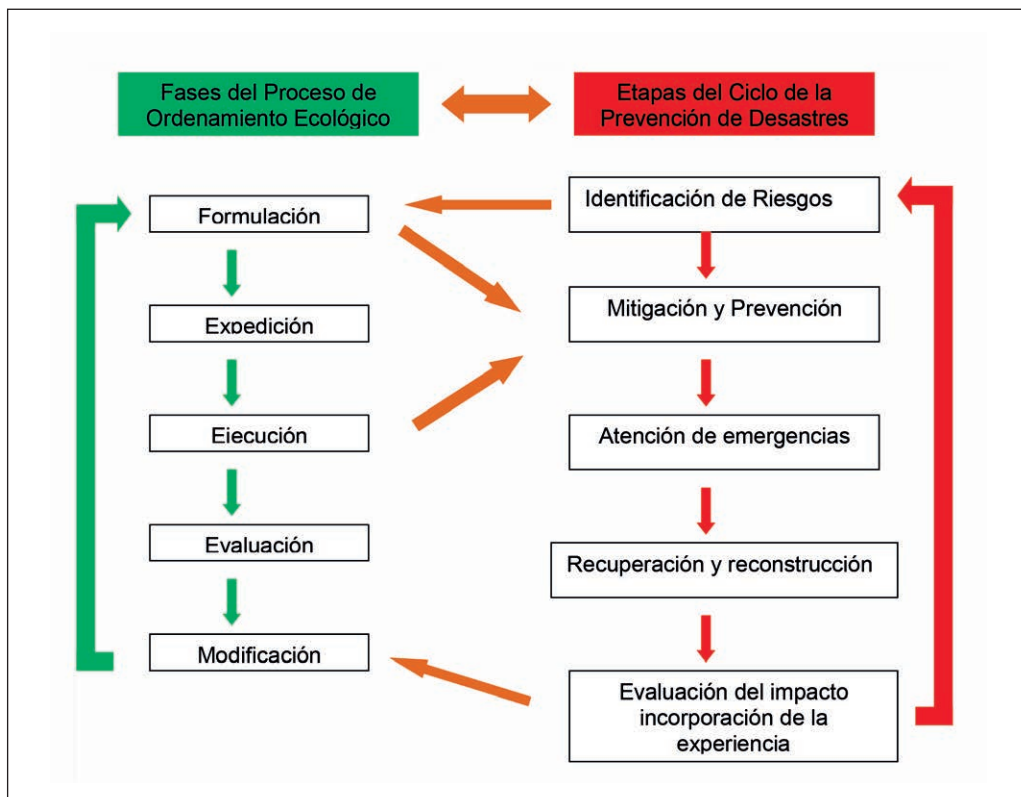 Fases del Proceso de
Ordenamiento Ecológico
Etapas del Ciclo de la
Prevención de Desastres
Formulación
Expedición
Ejecución
Evaluación
Modificación
Identificación de Riesgos
Mitigación y Prevención
Atención de emergencias
Recuperación y reconstrucción
Evaluación del impacto
incorporación de la
experiencia